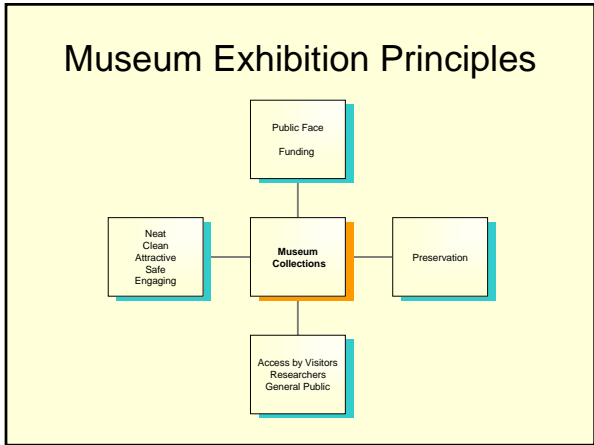 Museum Exhibition Principles
Public Face
Funding
Neat
Clean
Attractive
Safe
Engaging
Museum
Collections
Preservation
Access by Visitors
Researchers
General Public